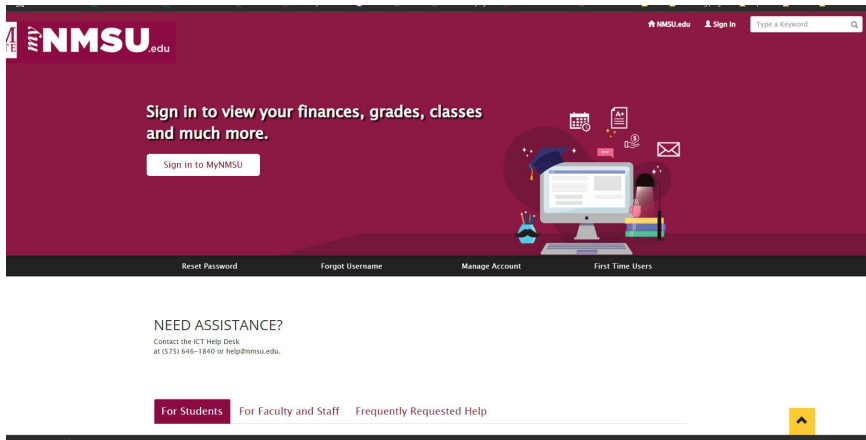 myNMSU.edu
NMSU.edu
Sign In
Type a Keyword
Sign in to view your finances, grades, classes
and much more.
Sign in to MyNMSU
A+
$
Reset Password
Forgot Username
Manage Account
First Time Users
NEED ASSISTANCE?
Contact the ICT Help Desk
at (575) 646-1840 or help@nmsu.edu.
For Students
For Faculty and Staff
Frequently Requested Help